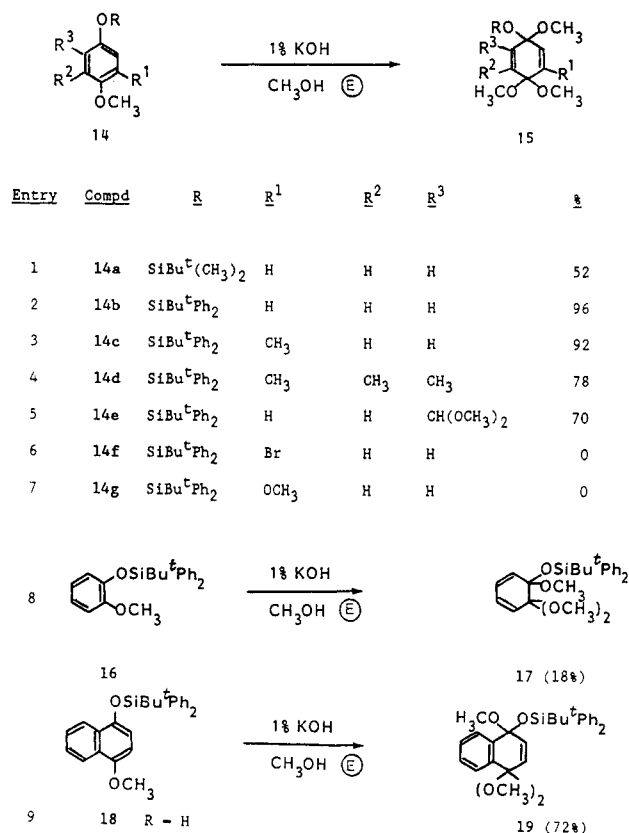 OR
R³
R²
R¹
OCH₃
14
1% KOH
CH₃OH Ⓔ
RO OCH₃
R³
R²
R¹
H₃CO OCH₃
15
Entry Compd R R¹ R² R³ %
1 14a SiBuᵗ(CH₃)₂ H H H 52
2 14b SiBuᵗPh₂ H H H 96
3 14c SiBuᵗPh₂ CH₃ H H 92
4 14d SiBuᵗPh₂ CH₃ CH₃ CH₃ 78
5 14e SiBuᵗPh₂ H H CH(OCH₃)₂ 70
6 14f SiBuᵗPh₂ Br H H 0
7 14g SiBuᵗPh₂ OCH₃ H H 0
8
OSiBuᵗPh₂
OCH₃
16
1% KOH
CH₃OH Ⓔ
OSiBuᵗPh₂
OCH₃
(OCH₃)₂
17 (18%)
9
OSiBuᵗPh₂
OCH₃
18 R - H
1% KOH
CH₃OH Ⓔ
H₃CO OSiBuᵗPh₂
(OCH₃)₂
19 (72%)